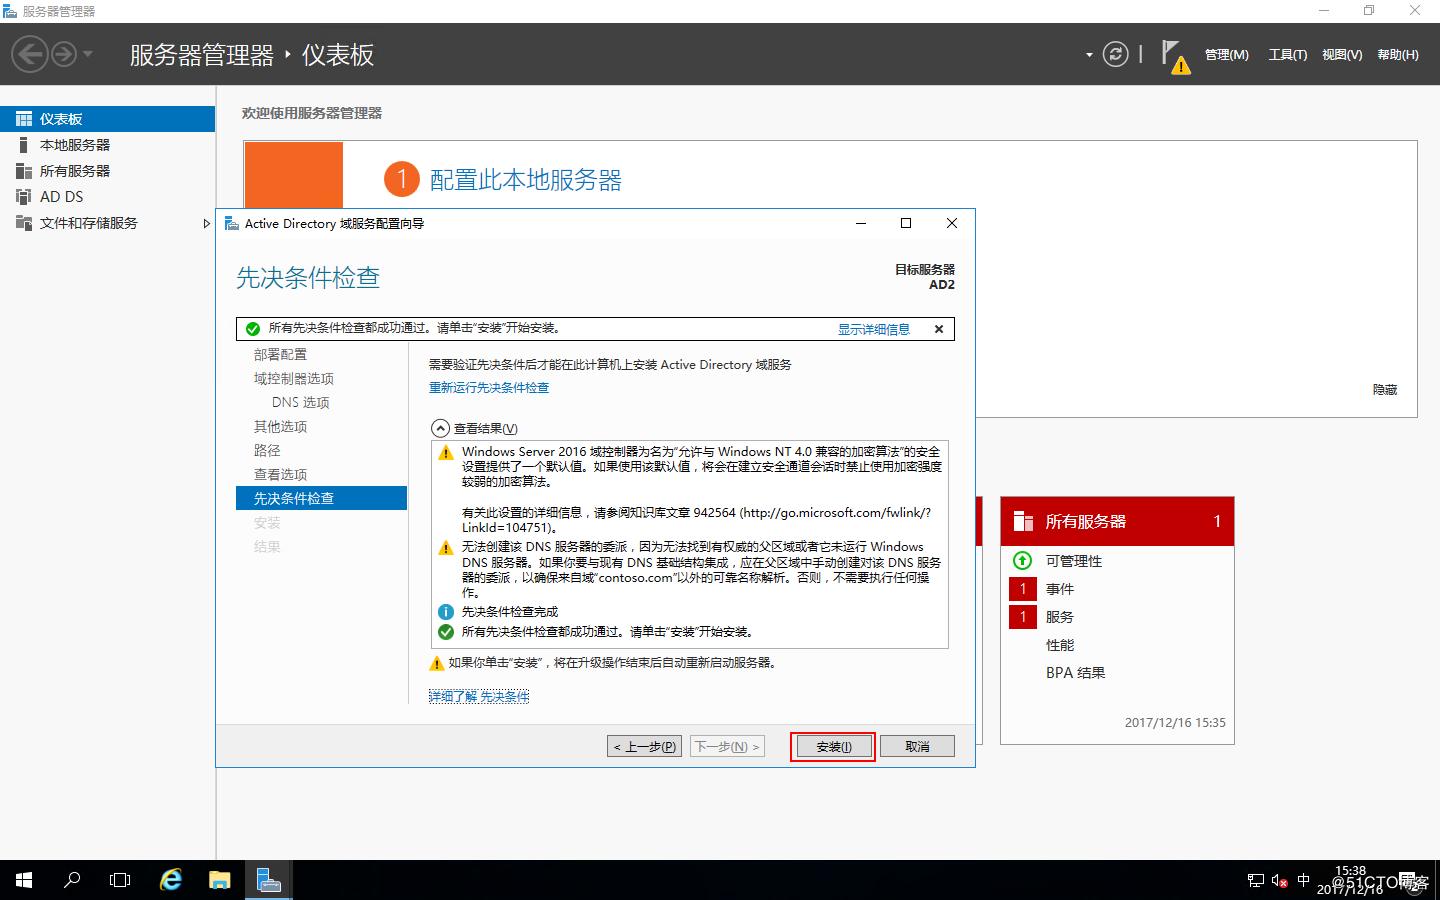 服务器管理器
服务器管理器 · 仪表板
管理(M) 工具(T) 视图(V) 帮助(H)
仪表板
本地服务器
所有服务器
AD DS
文件和存储服务
欢迎使用服务器管理器
1 配置此本地服务器
隐藏
Active Directory 域服务配置向导
先决条件检查
目标服务器
AD2
所有先决条件检查都成功通过。请单击“安装”开始安装。
显示详细信息
部署配置
域控制器选项
DNS 选项
其他选项
路径
查看选项
先决条件检查
安装
结果
需要验证先决条件后才能在此计算机上安装 Active Directory 域服务
重新运行先决条件检查
查看结果(V)
Windows Server 2016 域控制器为名为“允许与 Windows NT 4.0 兼容的加密算法”的安全
设置提供了一个默认值。如果使用该默认值，将会在建立安全通道会话时禁止使用加密强度
较弱的加密算法。
有关此设置的详细信息，请参阅知识库文章 942564 (http://go.microsoft.com/fwlink/?
LinkId=104751)。
无法创建该 DNS 服务器的委派，因为无法找到有权威的父区域或者它未运行 Windows
DNS 服务器。如果你要与现有 DNS 基础结构集成，应在父区域中手动创建对该 DNS 服务
器的委派，以确保来自域“contoso.com”以外的可靠名称解析。否则，不需要执行任何操
作。
先决条件检查完成
所有先决条件检查都成功通过。请单击“安装”开始安装。
如果你单击“安装”，将在升级操作结束后自动重新启动服务器。
详细了解 先决条件
< 上一步(P)
下一步(N) >
安装(I)
取消
所有服务器 1
可管理性
1 事件
1 服务
性能
BPA 结果
2017/12/16 15:35
中
15:38
2017/12/16
2
@51CTO博客